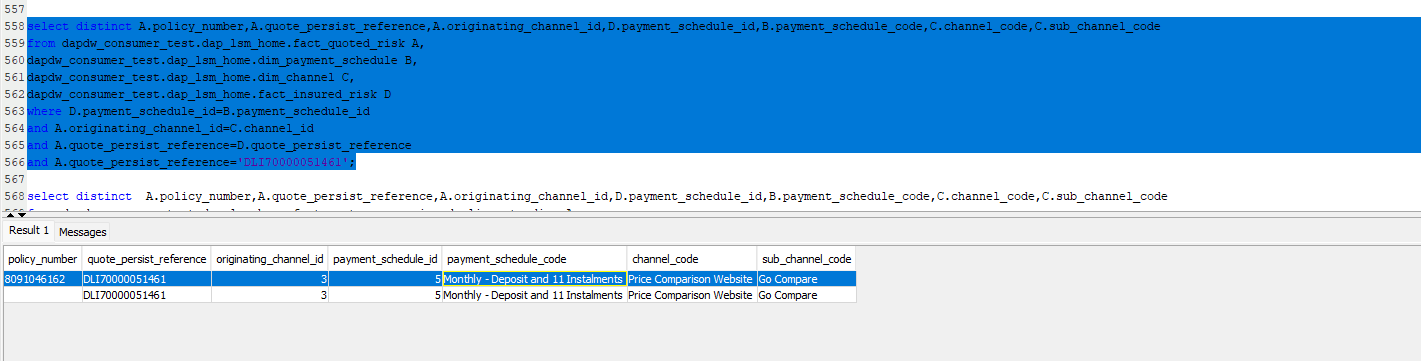 557
558 select distinct A.policy_number,A.quote_persist_reference,A.originating_channel_id,D.payment_schedule_id,B.payment_schedule_code,C.channel_code,C.sub_channel_code
559 from dapdw_consumer_test.dap_lsm_home.fact_quoted_risk A,
560 dapdw_consumer_test.dap_lsm_home.dim_payment_schedule B,
561 dapdw_consumer_test.dap_lsm_home.dim_channel C,
562 dapdw_consumer_test.dap_lsm_home.fact_insured_risk D
563 where D.payment_schedule_id=B.payment_schedule_id
564 and A.originating_channel_id=C.channel_id
565 and A.quote_persist_reference=D.quote_persist_reference
566 and A.quote_persist_reference='DLI70000051461';
567
568 select distinct  A.policy_number,A.quote_persist_reference,A.originating_channel_id,D.payment_schedule_id,B.payment_schedule_code,C.channel_code,C.sub_channel_code
Result 1 Messages
policy_number quote_persist_reference originating_channel_id payment_schedule_id payment_schedule_code channel_code sub_channel_code
8091046162 DLI70000051461 3 5 Monthly - Deposit and 11 Instalments Price Comparison Website Go Compare
DLI70000051461 3 5 Monthly - Deposit and 11 Instalments Price Comparison Website Go Compare